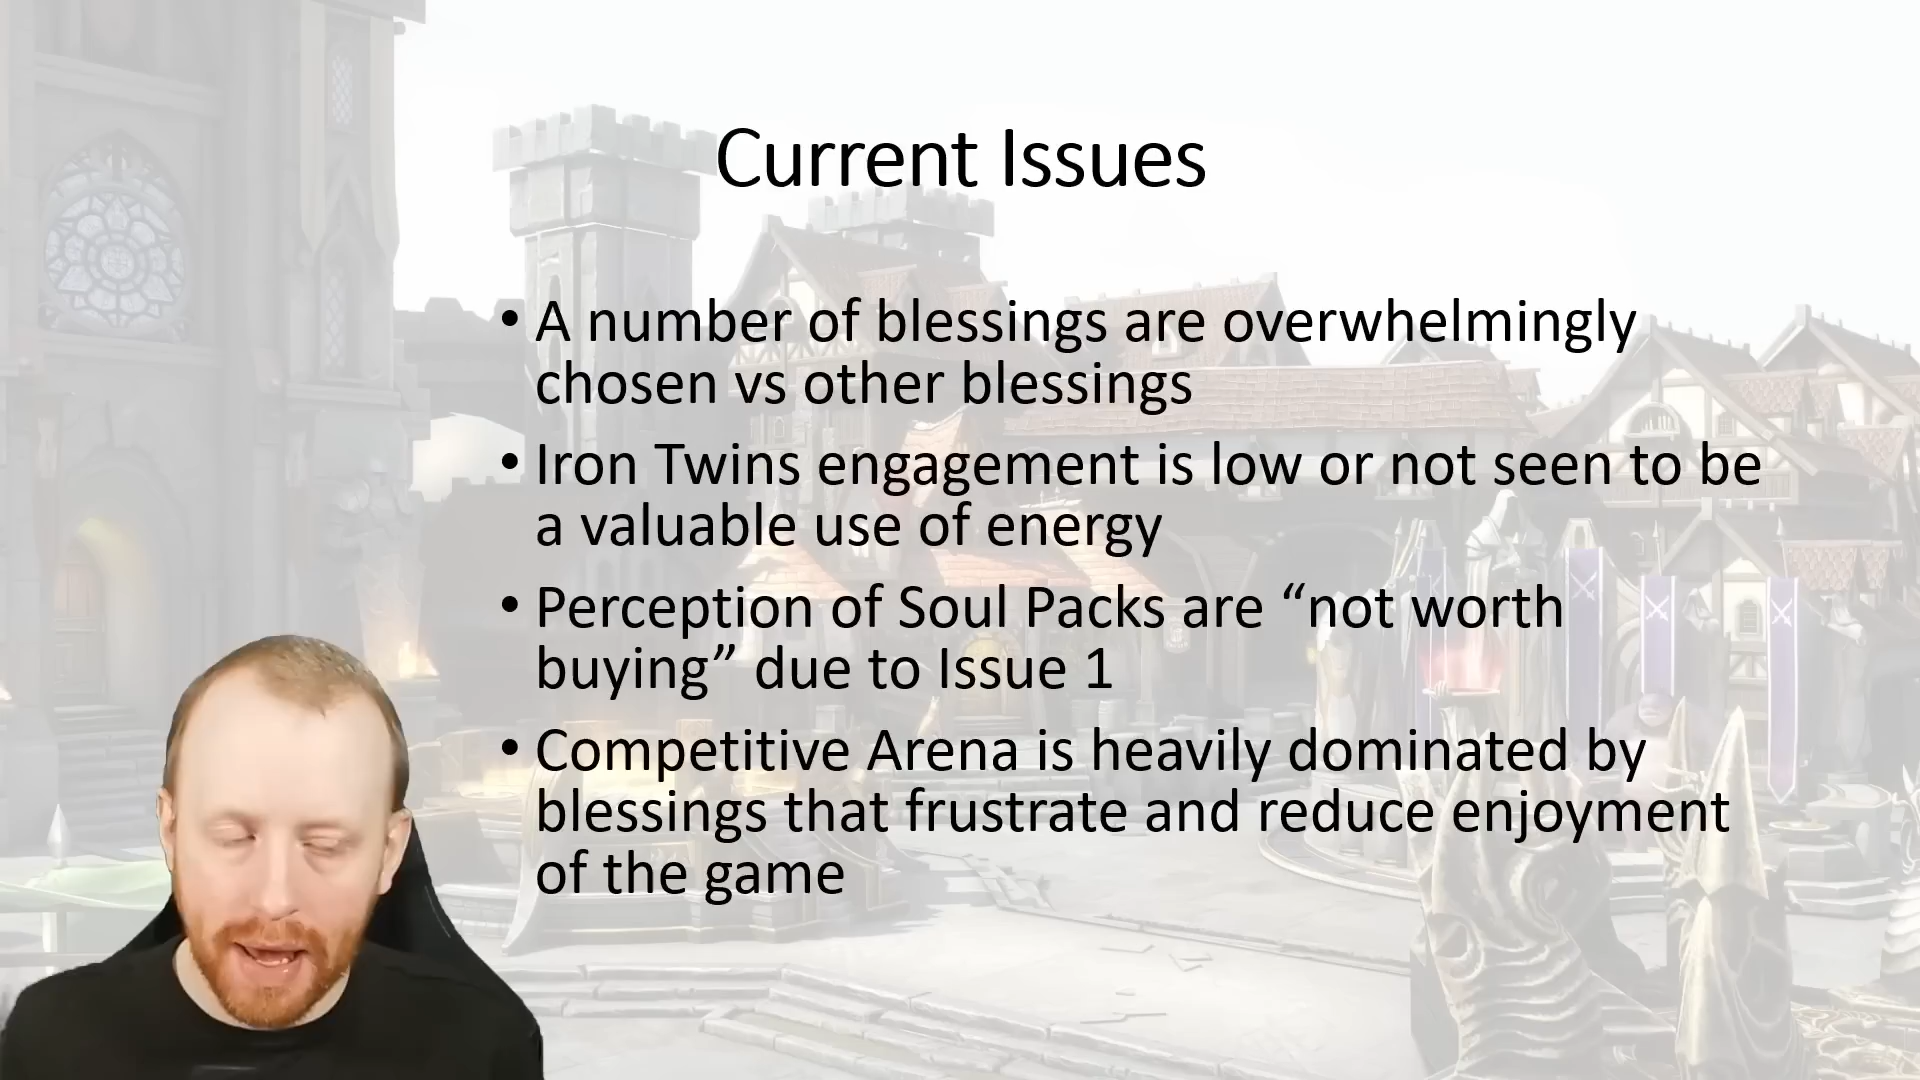 Current Issues
• A number of blessings are overwhelmingly
chosen vs other blessings
• Iron Twins engagement is low or not seen to be
a valuable use of energy
• Perception of Soul Packs are “not worth
buying” due to Issue 1
• Competitive Arena is heavily dominated by
blessings that frustrate and reduce enjoyment
of the game